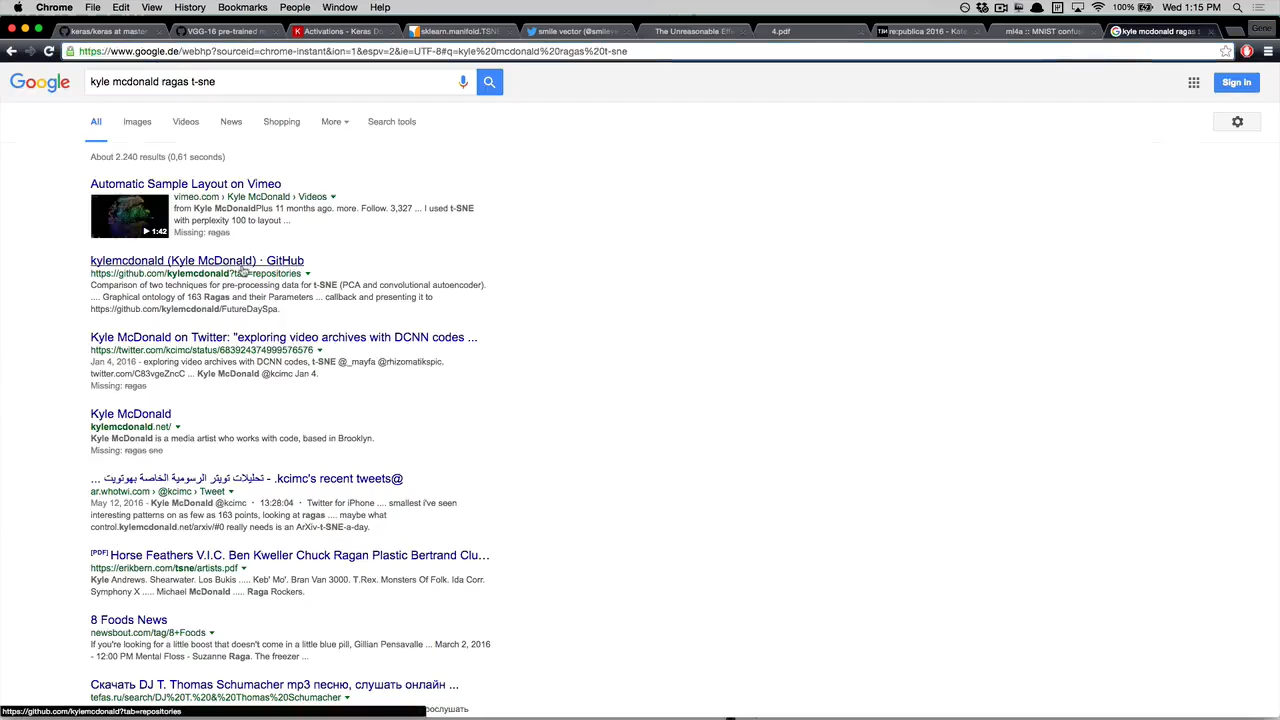 Chrome File Edit View History Bookmarks People Window Help
100% Wed 1:15 PM
keras/keras at master
VGG-16 pre-trained m
Activations - Keras Do
sklearn.manifold.TSNE
smile vector (@smileve
The Unreasonable Effe
4.pdf
re:publica 2016 - Kate
ml4a :: MNIST confus
kyle mcdonald ragas t
Gene
https://www.google.de/webhp?sourceid=chrome-instant&ion=1&espv=2&ie=UTF-8#q=kyle%20mcdonald%20ragas%20t-sne
Google
kyle mcdonald ragas t-sne
Sign in
All Images Videos News Shopping More Search tools
About 2.240 results (0,61 seconds)
Automatic Sample Layout on Vimeo
vimeo.com › Kyle McDonald › Videos
1:42
from Kyle McDonaldPlus 11 months ago. more. Follow. 3,327 ... I used t-SNE
with perplexity 100 to layout ...
Missing: ragas
kylemcdonald (Kyle McDonald) · GitHub
https://github.com/kylemcdonald?tab=repositories
Comparison of two techniques for pre-processing data for t-SNE (PCA and convolutional autoencoder).
.... Graphical ontology of 163 Ragas and their Parameters ... callback and presenting it to
https://github.com/kylemcdonald/FutureDaySpa.
Kyle McDonald on Twitter: "exploring video archives with DCNN codes ...
https://twitter.com/kcimc/status/683924374999576576
Jan 4, 2016 - exploring video archives with DCNN codes, t-SNE @_mayfa @rhizomatikspic.
twitter.com/C83vgeZncC ... Kyle McDonald @kcimc Jan 4.
Missing: ragas
Kyle McDonald
kylemcdonald.net/
Kyle McDonald is a media artist who works with code, based in Brooklyn.
Missing: ragas sne
... تحليلات تويتر الرسومية الخاصة بهوتويت - .kcimc's recent tweets@
ar.whotwi.com › @kcimc › Tweet
May 12, 2016 - Kyle McDonald @kcimc · 13:28:04 · Twitter for iPhone .... smallest i've seen
interesting patterns on as few as 163 points, looking at ragas .... maybe what
control.kylemcdonald.net/arxiv/#0 really needs is an ArXiv-t-SNE-a-day.
[PDF] Horse Feathers V.I.C. Ben Kweller Chuck Ragan Plastic Bertrand Clu...
https://erikbern.com/tsne/artists.pdf
Kyle Andrews. Shearwater. Los Bukis ..... Keb' Mo'. Bran Van 3000. T.Rex. Monsters Of Folk. Ida Corr.
Symphony X ..... Michael McDonald ..... Raga Rockers.
8 Foods News
newsbout.com/tag/8+Foods
If you're looking for a little boost that doesn't come in a little blue pill, Gillian Pensavalle ... March 2, 2016
- 12:00 PM Mental Floss - Suzanne Raga. The freezer ...
Скачать DJ T. Thomas Schumacher mp3 песню, слушать онлайн ...
tefas.ru/search/DJ%20T.%20&%20Thomas%20Schumacher
послушать
https://github.com/kylemcdonald?tab=repositories